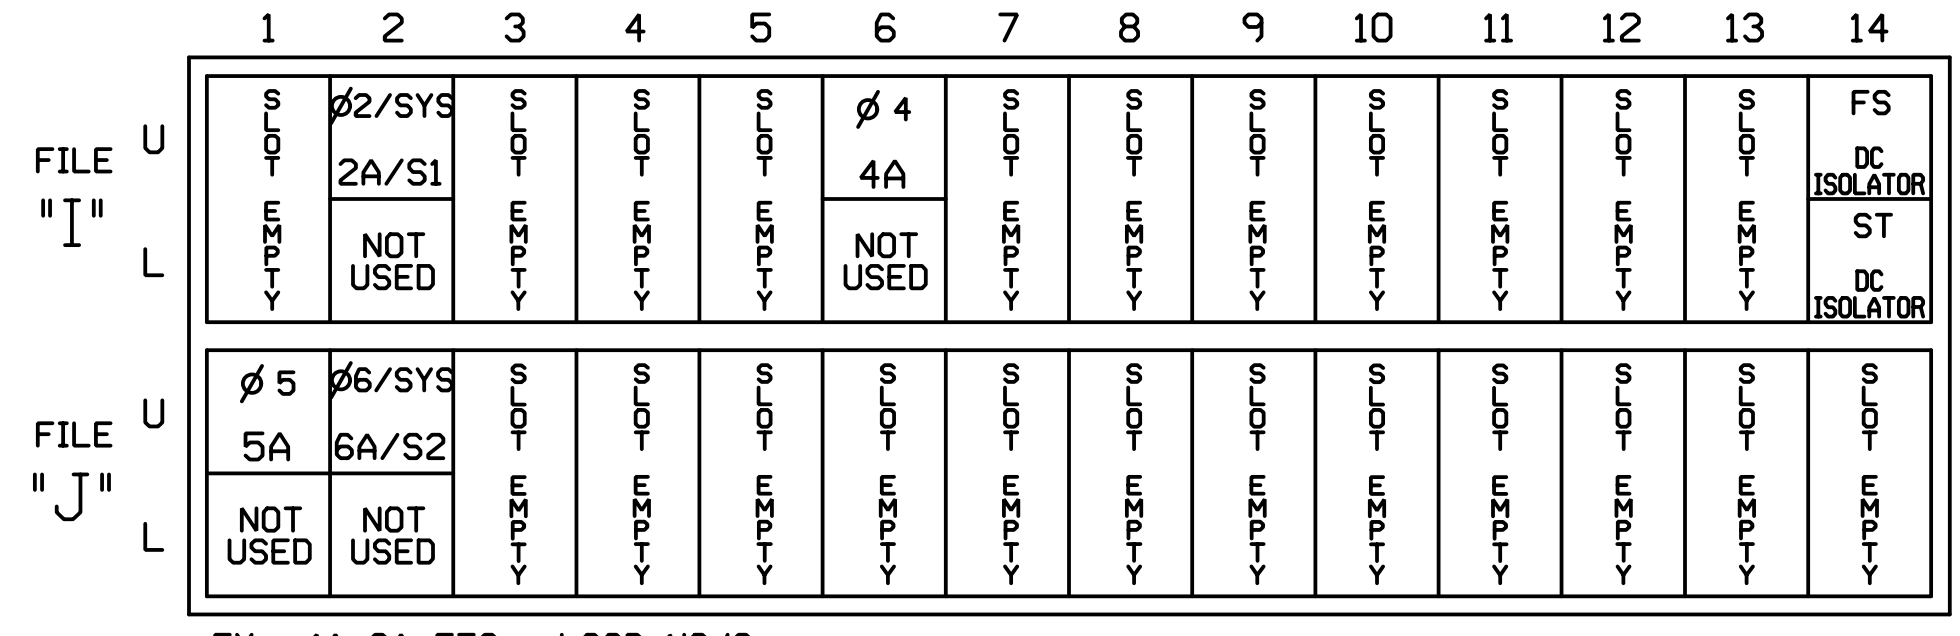 1 2 3 4 5 6 7 8 9 10 11 12 13 14
FILE "I"
U
L
SLOT EMPTY
Ø2/SYS
2A/S1
NOT USED
SLOT EMPTY
SLOT EMPTY
SLOT EMPTY
Ø 4
4A
NOT USED
SLOT EMPTY
SLOT EMPTY
SLOT EMPTY
SLOT EMPTY
SLOT EMPTY
SLOT EMPTY
SLOT EMPTY
FS
DC
ISOLATOR
ST
DC
ISOLATOR
FILE "J"
U
L
Ø 5
5A
NOT USED
Ø6/SYS
6A/S2
NOT USED
SLOT EMPTY
SLOT EMPTY
SLOT EMPTY
SLOT EMPTY
SLOT EMPTY
SLOT EMPTY
SLOT EMPTY
SLOT EMPTY
SLOT EMPTY
SLOT EMPTY
SLOT EMPTY
SLOT EMPTY